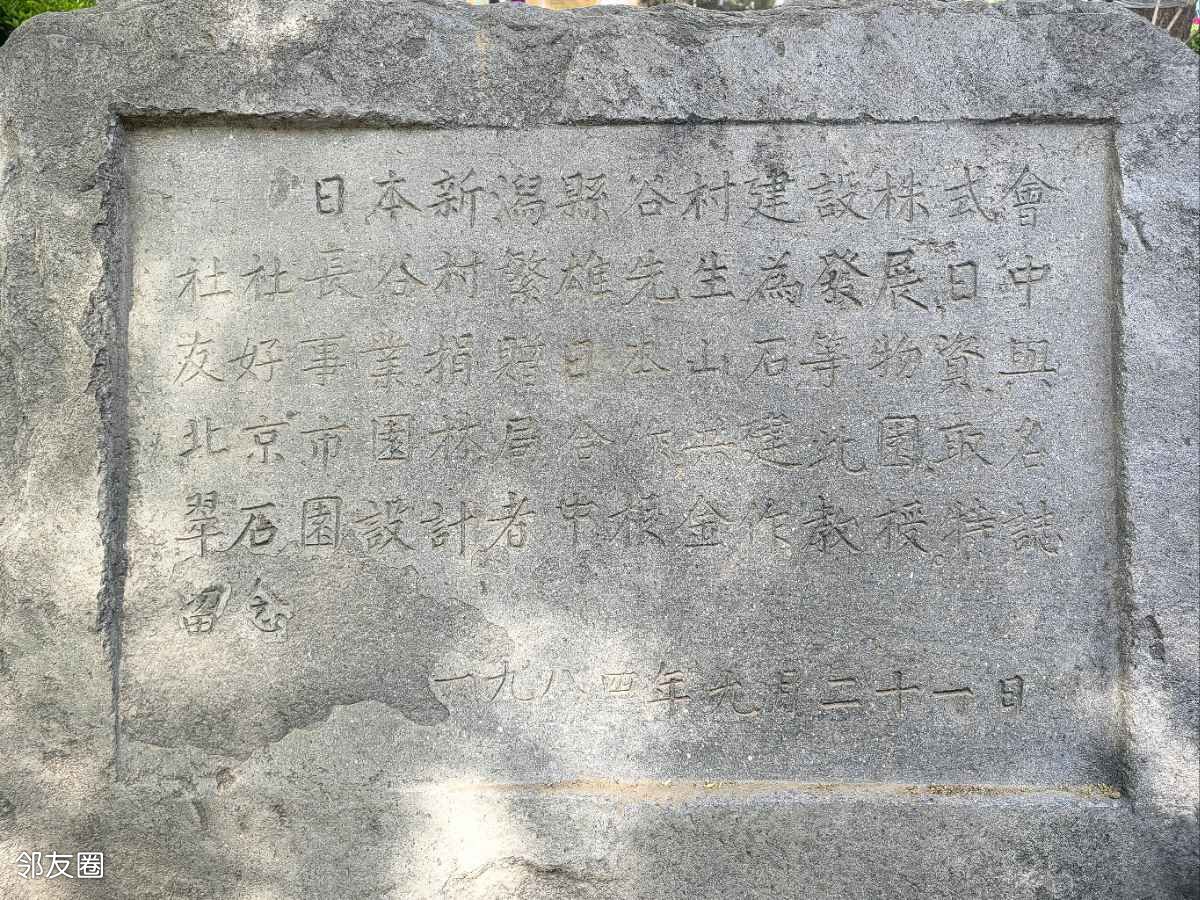 日本新潟縣谷村建設株式會
社社長谷村繁雄先生為發展日中
友好事業捐贈日本山石等物資與
北京市園林局合作共建此園取名
翠石園設計者中根金作教授特誌
留念
一九八四年九月二十一日
邻友圈